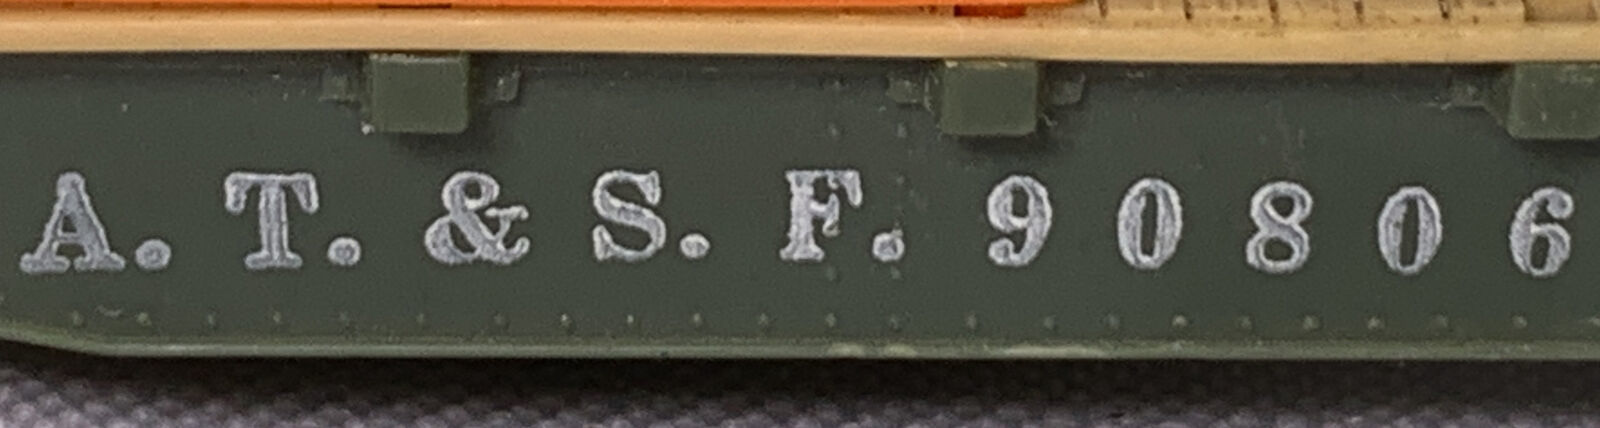 A. T. & S. F. 90806